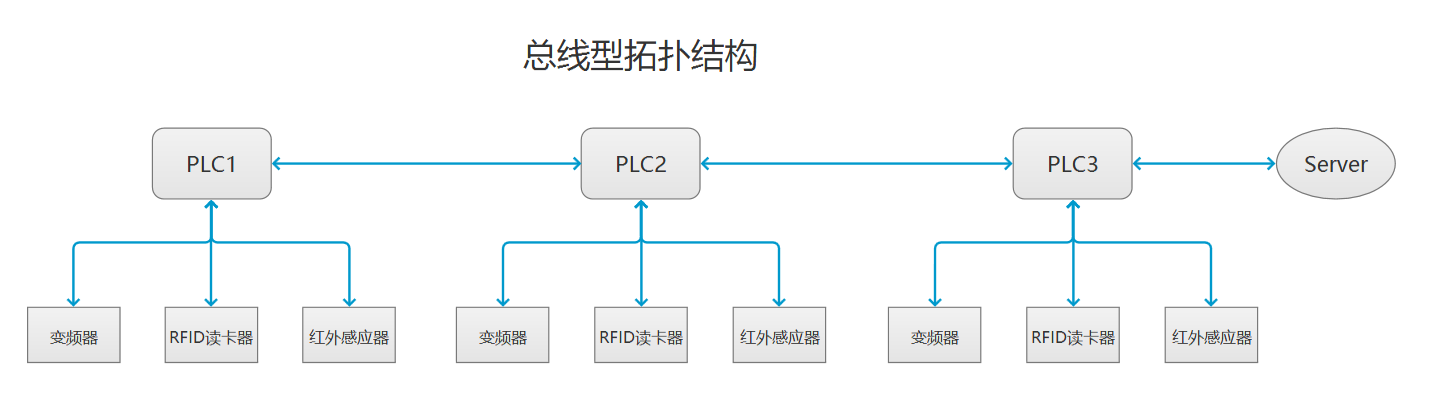 总线型拓扑结构
PLC1
PLC2
PLC3
Server
变频器
RFID读卡器
红外感应器
变频器
RFID读卡器
红外感应器
变频器
RFID读卡器
红外感应器